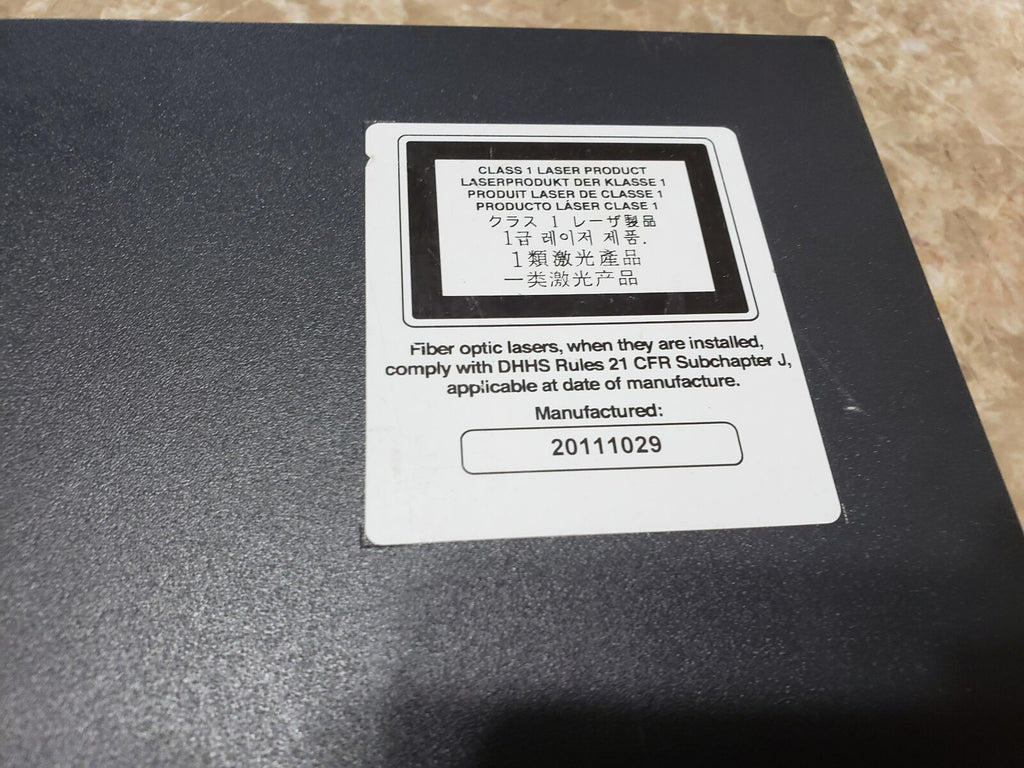 CLASS 1 LASER PRODUCT
LASERPRODUKT DER KLASSE 1
PRODUIT LASER DE CLASSE 1
PRODUCTO LÁSER CLASE 1
クラス 1 レーザ製品
1급 레이저 제품.
1類激光產品
一类激光产品
Fiber optic lasers, when they are installed,
comply with DHHS Rules 21 CFR Subchapter J,
applicable at date of manufacture.
Manufactured:
20111029